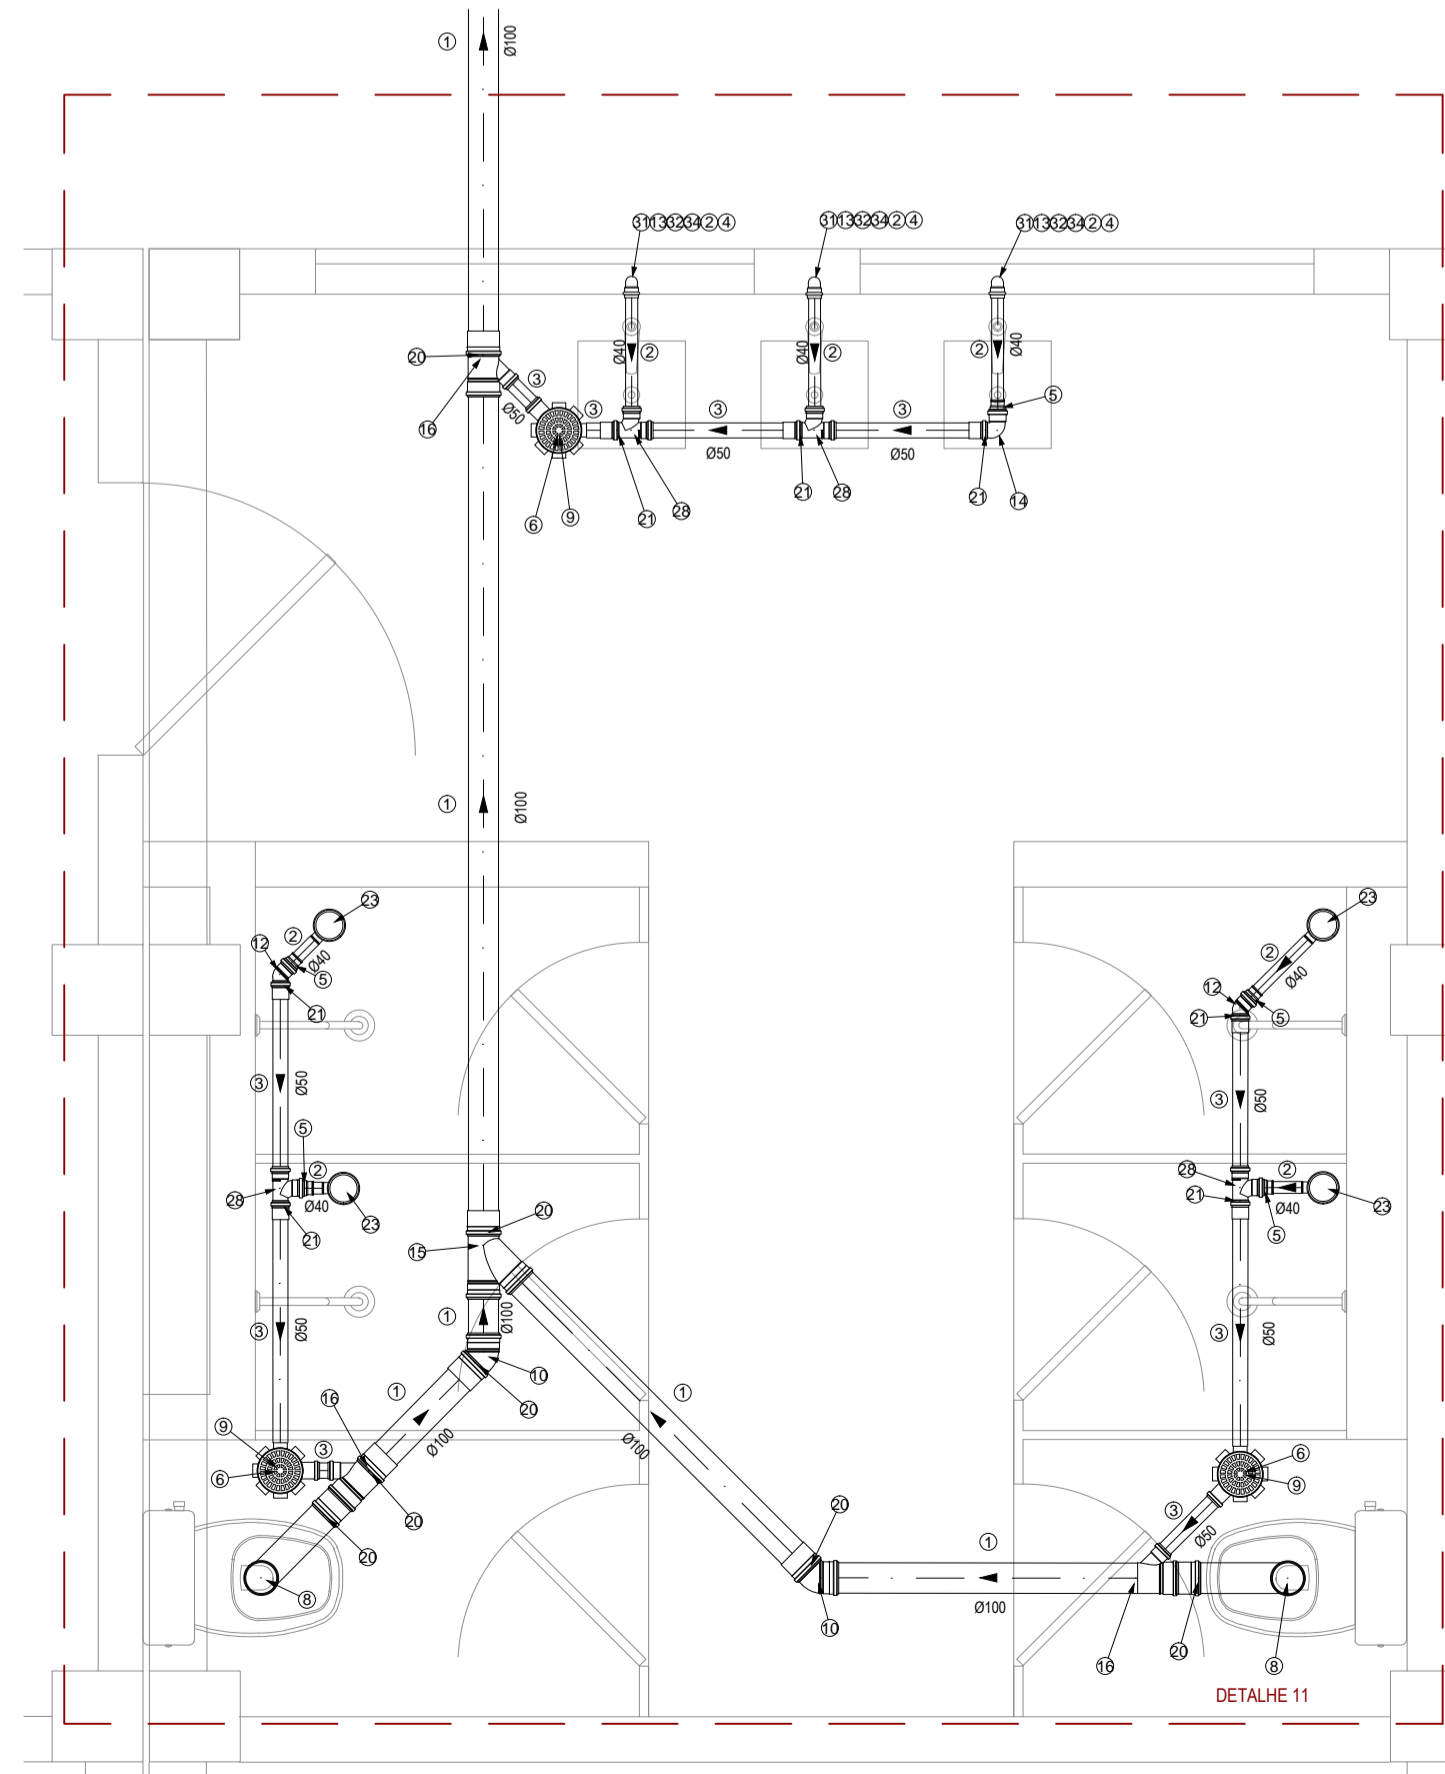 1 Ø100
31 13 32 34 2 4 31 13 32 34 2 4 31 13 32 34 2 4
20 Ø40 2 Ø40 2 2 Ø40
3 5
16 Ø50 3 3 3
Ø50 Ø50
6 9 21 28 21 28 21 14
1 Ø100
23 23
12 2 Ø40 5 2 Ø40
21 12 21 5
3 Ø50 3 Ø50
5 2 28 2
28 Ø40 23 21 Ø40 23
21 5
20
15
3 Ø50 1 Ø100 3 Ø50
10
16 1 20 1
9 3 Ø100 Ø100 6
6 20 20 9
20 3 Ø50
8 1
Ø100
10 16 20 8
DETALHE 11